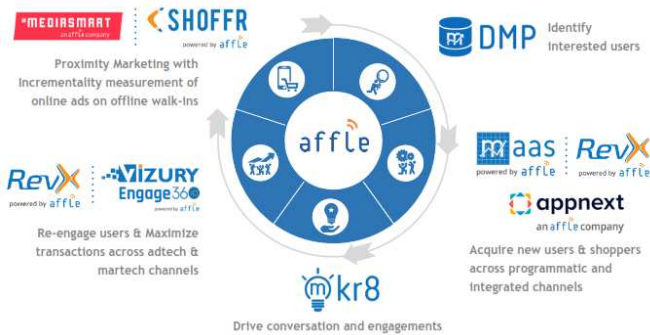 mediasmart
an affle company
SHOFFR
powered by affle
Proximity Marketing with
Incrementality measurement of
online ads on offline walk-ins
m DMP
Identify
Interested users
affle
maas
powered by affle
RevX
powered by affle
appnext
an affle company
Acquire new users & shoppers
across programmatic and
integrated channels
RevX
powered by affle
VIZURY
Engage360
powered by affle
Re-engage users & Maximize
transactions across adtech &
martech channels
mkr8
Drive conversation and engagements